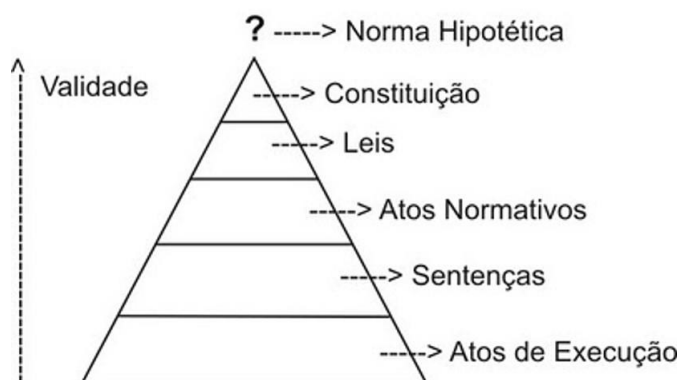 ? -----> Norma Hipotética
Validade
----> Constituição
----> Leis
-----> Atos Normativos
-----> Sentenças
-----> Atos de Execução